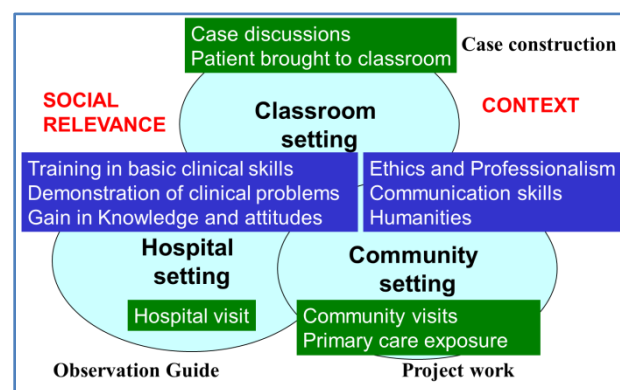 Case discussions
Patient brought to classroom
Case construction
SOCIAL
RELEVANCE
CONTEXT
Classroom
setting
Training in basic clinical skills
Demonstration of clinical problems
Gain in Knowledge and attitudes
Ethics and Professionalism
Communication skills
Humanities
Hospital
setting
Community
setting
Hospital visit
Community visits
Primary care exposure
Observation Guide
Project work